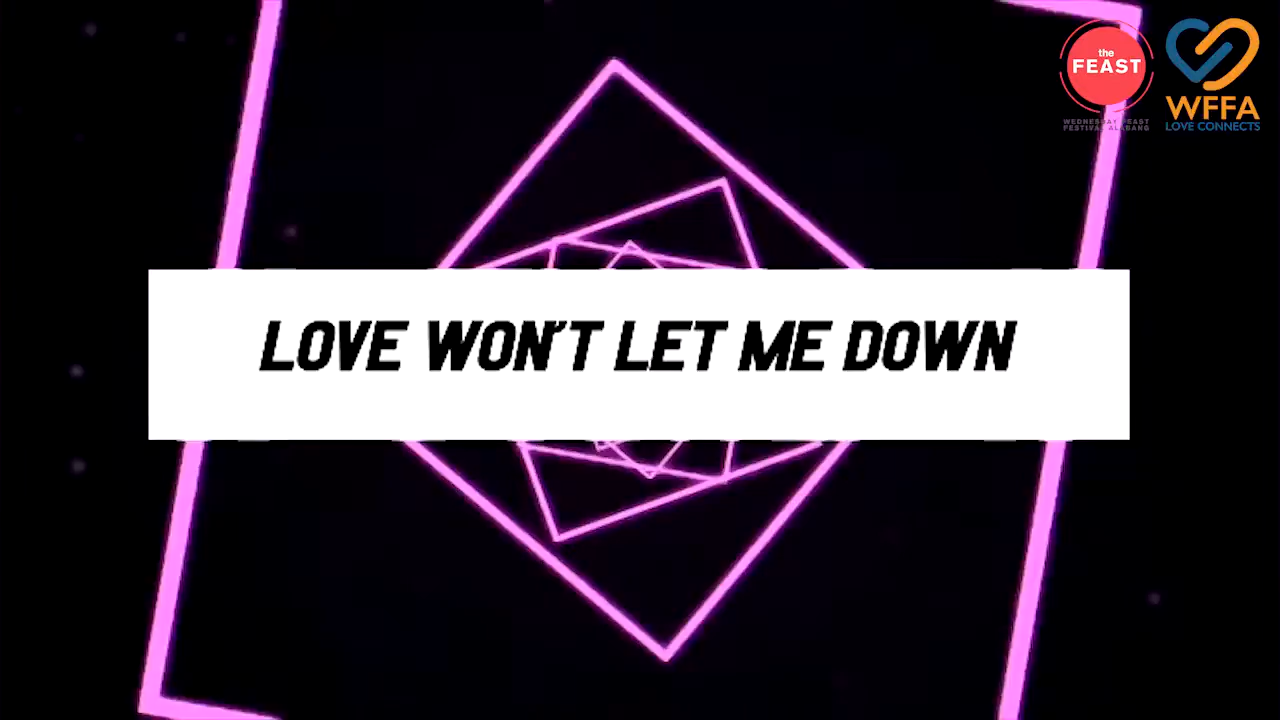 the
FEAST
WEDNESDAY FEAST
FESTIVAL ALABANG
WFFA
LOVE CONNECTS
LOVE WON'T LET ME DOWN